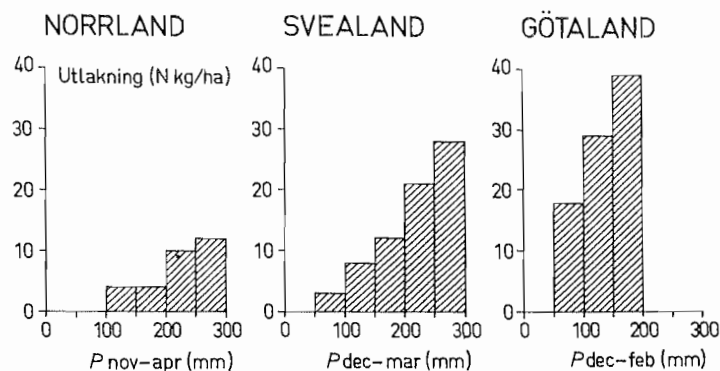 NORRLAND
SVEALAND
GÖTALAND
Utlakning (N kg/ha)
40
30
20
10
0
0 100 200 300
P nov–apr (mm)
40
30
20
10
0
0 100 200 300
P dec–mar (mm)
40
30
20
10
0
0 100 200 300
P dec–feb (mm)